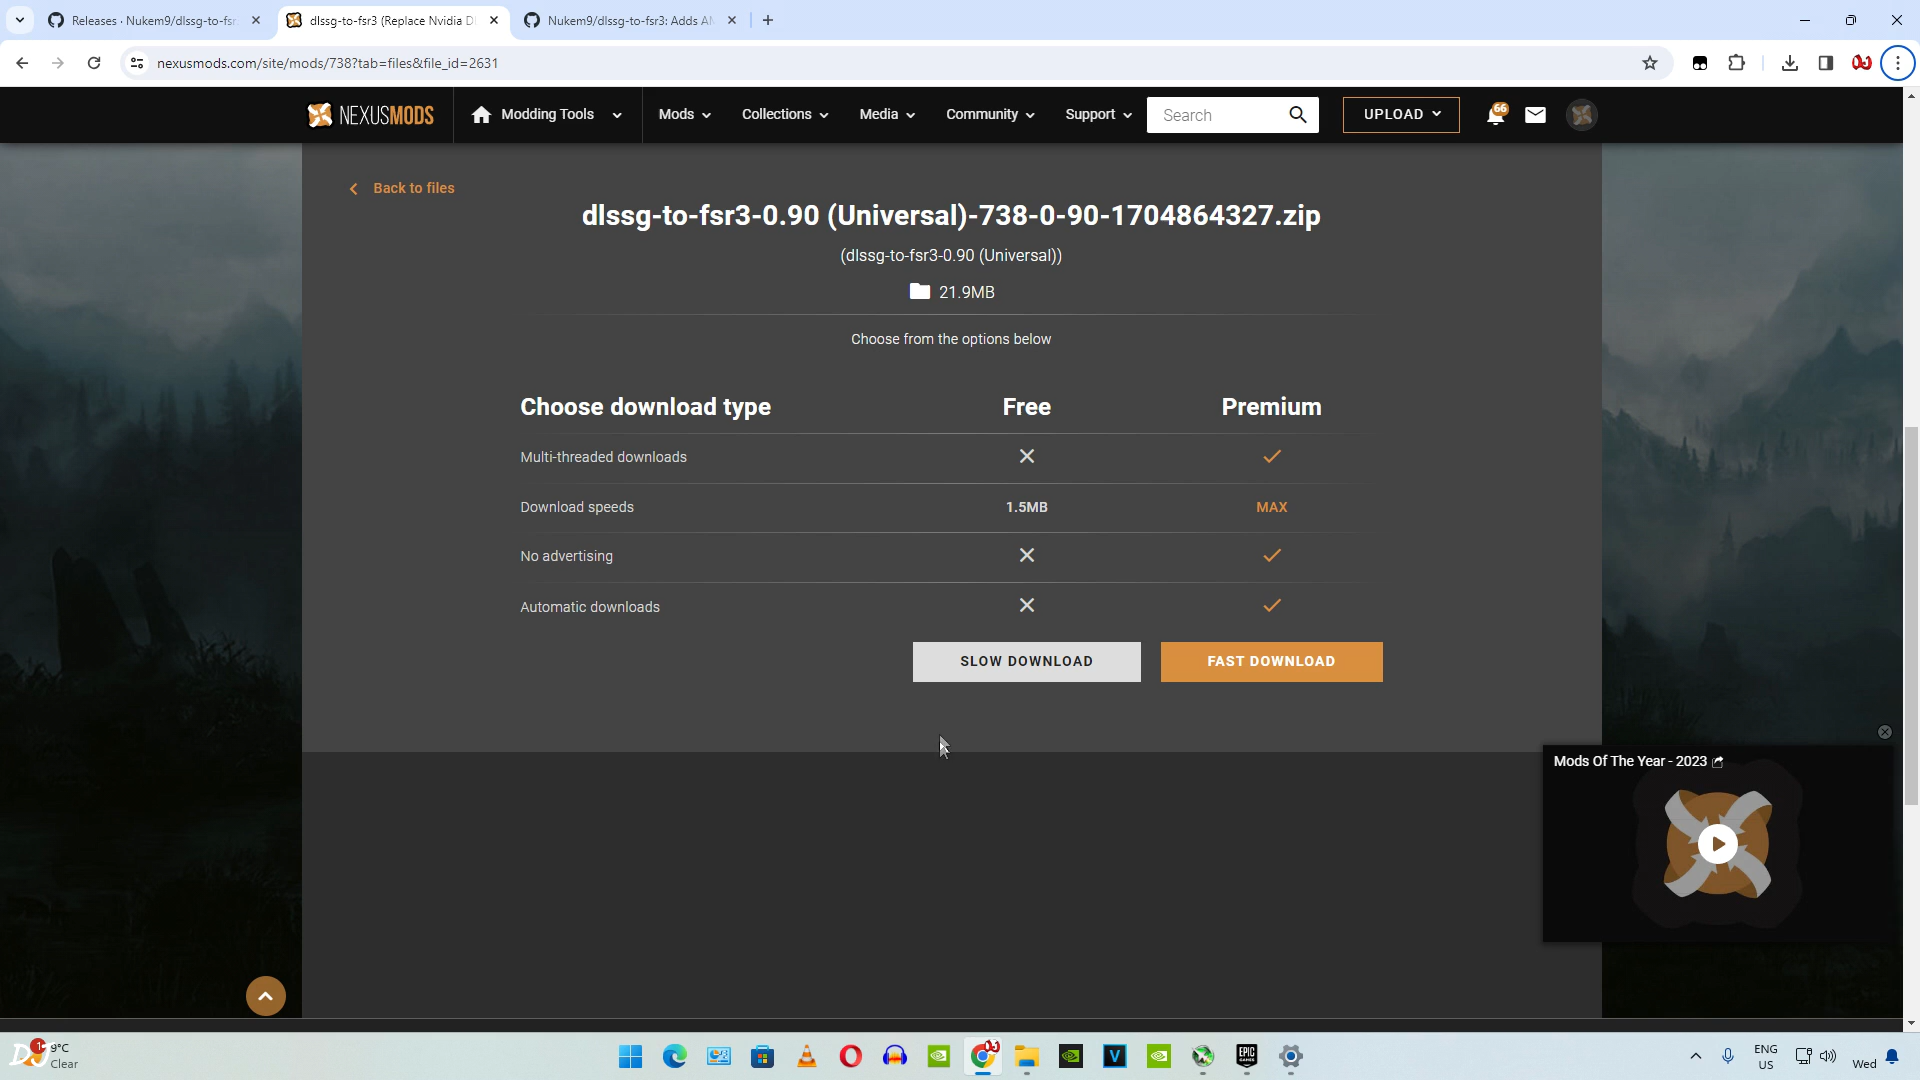 Releases · Nukem9/dlssg-to-fsr
dlssg-to-fsr3 (Replace Nvidia D
Nukem9/dlssg-to-fsr3: Adds AM
nexusmods.com/site/mods/738?tab=files&file_id=2631
NEXUSMODS
Modding Tools
Mods
Collections
Media
Community
Support
Search
UPLOAD
66
Back to files
dlssg-to-fsr3-0.90 (Universal)-738-0-90-1704864327.zip
(dlssg-to-fsr3-0.90 (Universal))
21.9MB
Choose from the options below
Choose download type Free Premium
Multi-threaded downloads
Download speeds 1.5MB MAX
No advertising
Automatic downloads
SLOW DOWNLOAD FAST DOWNLOAD
Mods Of The Year - 2023
1
9°C
Clear
V
EPIC GAMES
ENG
US
Wed